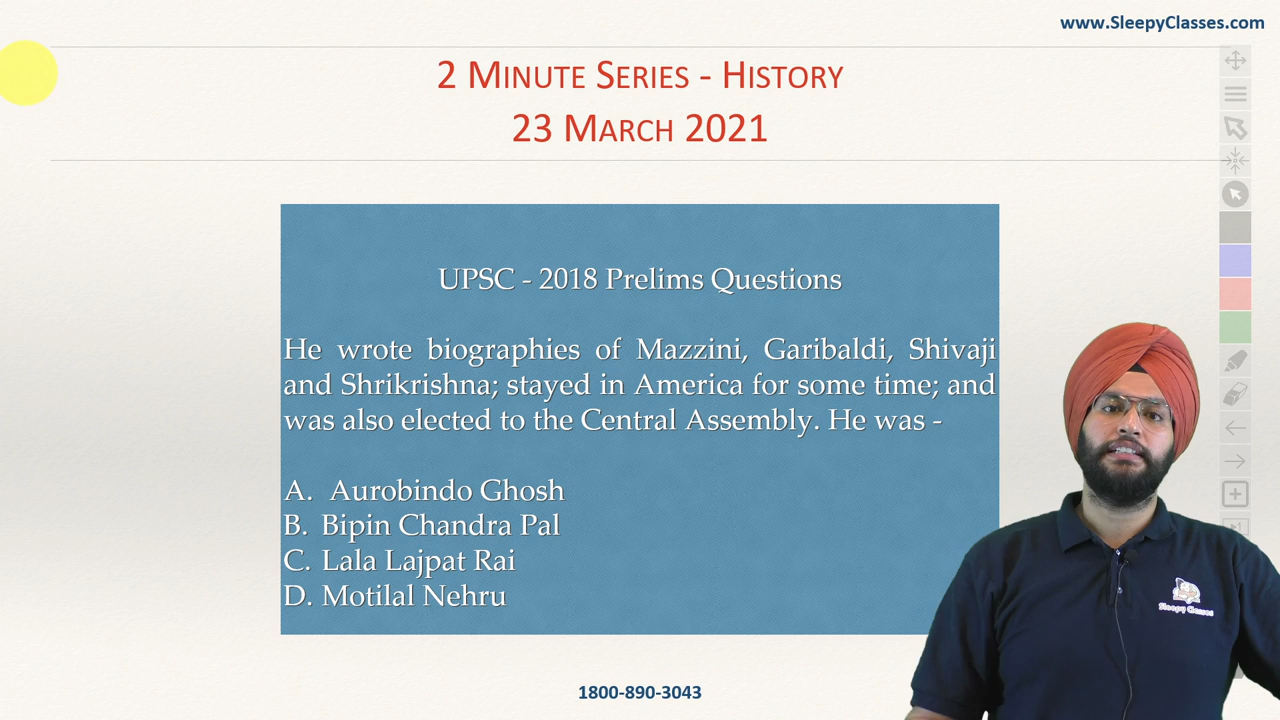 www.SleepyClasses.com
2 Minute Series - History
23 March 2021
UPSC - 2018 Prelims Questions
He wrote biographies of Mazzini, Garibaldi, Shivaji
and Shrikrishna; stayed in America for some time; and
was also elected to the Central Assembly. He was -
A. Aurobindo Ghosh
B. Bipin Chandra Pal
C. Lala Lajpat Rai
D. Motilal Nehru
Sleepy Classes
1800-890-3043